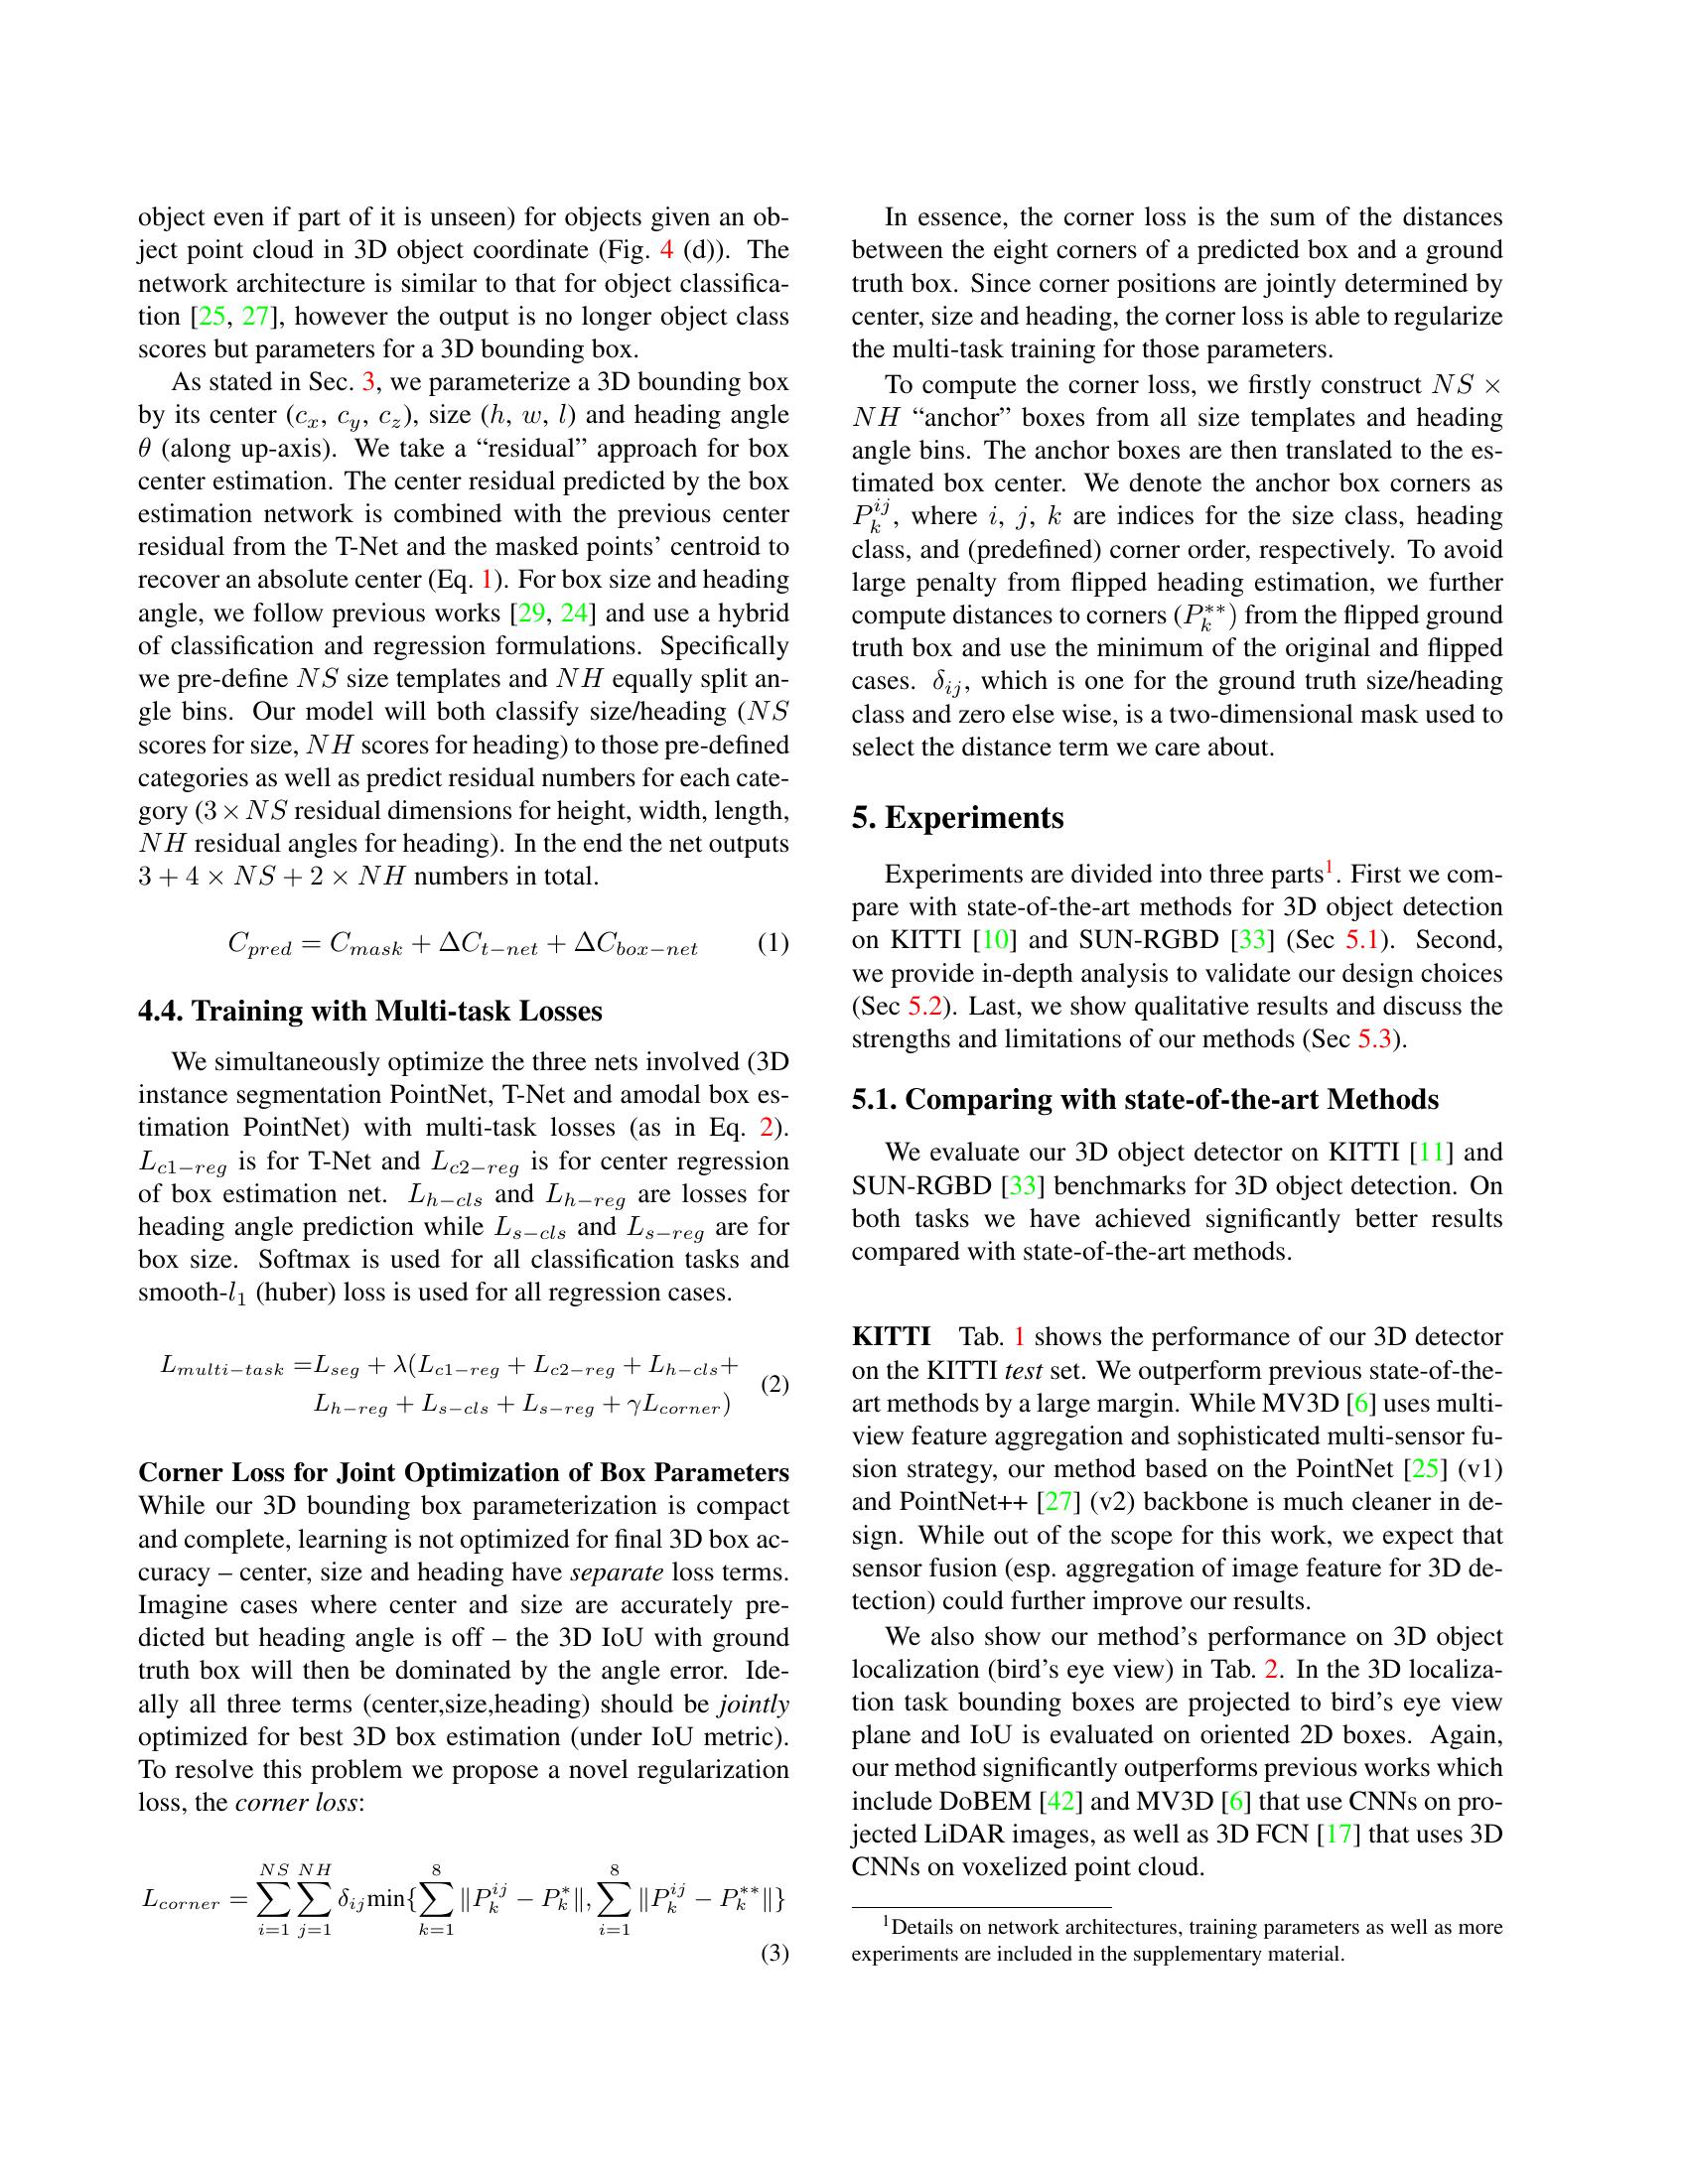 object even if part of it is unseen) for objects given an ob-
ject point cloud in 3D object coordinate (Fig. 4 (d)). The
network architecture is similar to that for object classifica-
tion [25, 27], however the output is no longer object class
scores but parameters for a 3D bounding box.
As stated in Sec. 3, we parameterize a 3D bounding box
by its center (c_x, c_y, c_z), size (h, w, l) and heading angle
θ (along up-axis). We take a “residual” approach for box
center estimation. The center residual predicted by the box
estimation network is combined with the previous center
residual from the T-Net and the masked points’ centroid to
recover an absolute center (Eq. 1). For box size and heading
angle, we follow previous works [29, 24] and use a hybrid
of classification and regression formulations. Specifically
we pre-define NS size templates and NH equally split an-
gle bins. Our model will both classify size/heading (NS
scores for size, NH scores for heading) to those pre-defined
categories as well as predict residual numbers for each cate-
gory (3 × NS residual dimensions for height, width, length,
NH residual angles for heading). In the end the net outputs
3 + 4 × NS + 2 × NH numbers in total.
C_{pred} = C_{mask} + ΔC_{t−net} + ΔC_{box−net} (1)
4.4. Training with Multi-task Losses
We simultaneously optimize the three nets involved (3D
instance segmentation PointNet, T-Net and amodal box es-
timation PointNet) with multi-task losses (as in Eq. 2).
L_{c1−reg} is for T-Net and L_{c2−reg} is for center regression
of box estimation net. L_{h−cls} and L_{h−reg} are losses for
heading angle prediction while L_{s−cls} and L_{s−reg} are for
box size. Softmax is used for all classification tasks and
smooth-l_1 (huber) loss is used for all regression cases.
L_{multi−task} =L_{seg} + λ(L_{c1−reg} + L_{c2−reg} + L_{h−cls}+
L_{h−reg} + L_{s−cls} + L_{s−reg} + γL_{corner}) (2)
Corner Loss for Joint Optimization of Box Parameters
While our 3D bounding box parameterization is compact
and complete, learning is not optimized for final 3D box ac-
curacy – center, size and heading have separate loss terms.
Imagine cases where center and size are accurately pre-
dicted but heading angle is off – the 3D IoU with ground
truth box will then be dominated by the angle error. Ide-
ally all three terms (center,size,heading) should be jointly
optimized for best 3D box estimation (under IoU metric).
To resolve this problem we propose a novel regularization
loss, the corner loss:
L_{corner} = \sum_{i=1}^{NS} \sum_{j=1}^{NH} δ_{ij} min{\sum_{k=1}^{8} ‖P_k^{ij} − P_k^*‖, \sum_{i=1}^{8} ‖P_k^{ij} − P_k^{**}‖}
(3)
In essence, the corner loss is the sum of the distances
between the eight corners of a predicted box and a ground
truth box. Since corner positions are jointly determined by
center, size and heading, the corner loss is able to regularize
the multi-task training for those parameters.
To compute the corner loss, we firstly construct NS ×
NH “anchor” boxes from all size templates and heading
angle bins. The anchor boxes are then translated to the es-
timated box center. We denote the anchor box corners as
P_k^{ij}, where i, j, k are indices for the size class, heading
class, and (predefined) corner order, respectively. To avoid
large penalty from flipped heading estimation, we further
compute distances to corners (P_k^{**}) from the flipped ground
truth box and use the minimum of the original and flipped
cases. δ_{ij}, which is one for the ground truth size/heading
class and zero else wise, is a two-dimensional mask used to
select the distance term we care about.
5. Experiments
Experiments are divided into three parts¹. First we com-
pare with state-of-the-art methods for 3D object detection
on KITTI [10] and SUN-RGBD [33] (Sec 5.1). Second,
we provide in-depth analysis to validate our design choices
(Sec 5.2). Last, we show qualitative results and discuss the
strengths and limitations of our methods (Sec 5.3).
5.1. Comparing with state-of-the-art Methods
We evaluate our 3D object detector on KITTI [11] and
SUN-RGBD [33] benchmarks for 3D object detection. On
both tasks we have achieved significantly better results
compared with state-of-the-art methods.
KITTI Tab. 1 shows the performance of our 3D detector
on the KITTI test set. We outperform previous state-of-the-
art methods by a large margin. While MV3D [6] uses multi-
view feature aggregation and sophisticated multi-sensor fu-
sion strategy, our method based on the PointNet [25] (v1)
and PointNet++ [27] (v2) backbone is much cleaner in de-
sign. While out of the scope for this work, we expect that
sensor fusion (esp. aggregation of image feature for 3D de-
tection) could further improve our results.
We also show our method’s performance on 3D object
localization (bird’s eye view) in Tab. 2. In the 3D localiza-
tion task bounding boxes are projected to bird’s eye view
plane and IoU is evaluated on oriented 2D boxes. Again,
our method significantly outperforms previous works which
include DoBEM [42] and MV3D [6] that use CNNs on pro-
jected LiDAR images, as well as 3D FCN [17] that uses 3D
CNNs on voxelized point cloud.
¹Details on network architectures, training parameters as well as more
experiments are included in the supplementary material.